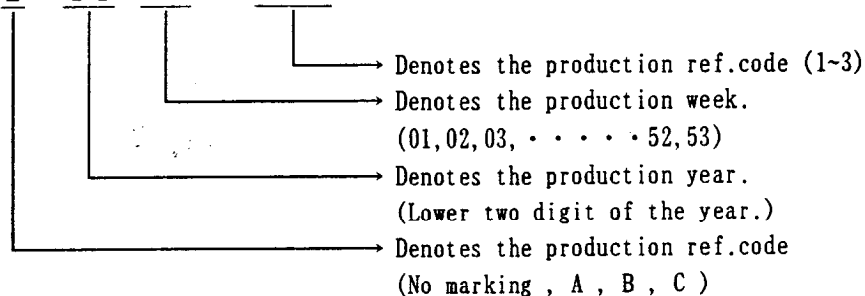 Denotes the production ref.code (1~3)
Denotes the production week.
(01,02,03, · · · · · 52,53)
Denotes the production year.
(Lower two digit of the year.)
Denotes the production ref.code
(No marking , A , B , C )